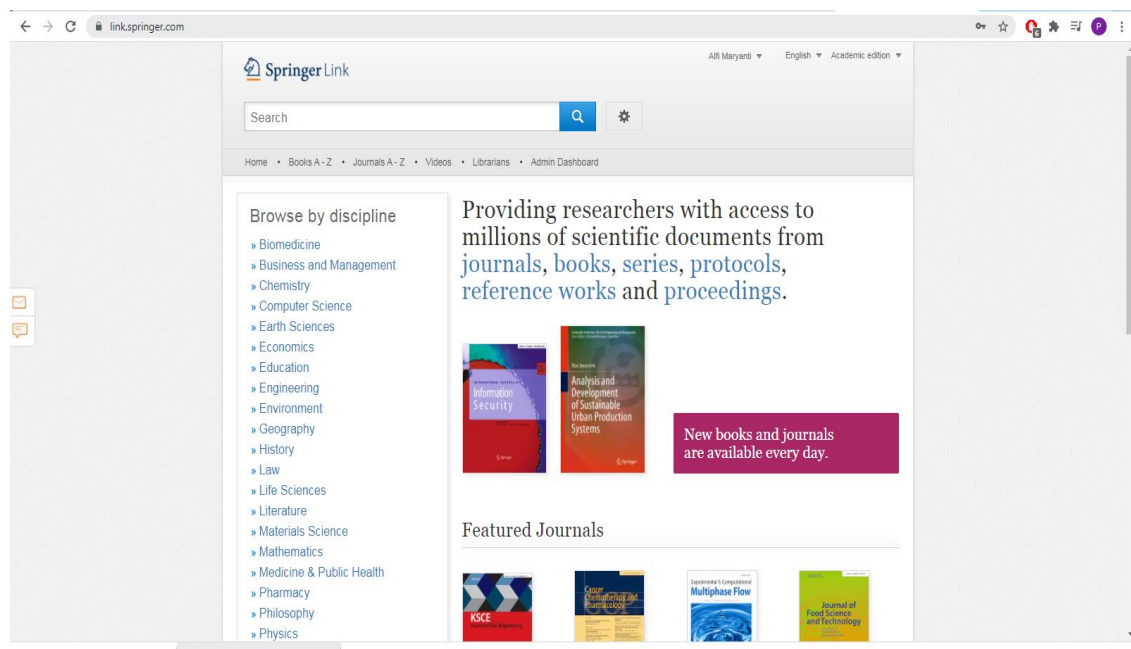 link.springer.com
6
P
Springer Link
Alfi Maryanti
English
Academic edition
Search
Home • Books A - Z • Journals A - Z • Videos • Librarians • Admin Dashboard
Browse by discipline
» Biomedicine
» Business and Management
» Chemistry
» Computer Science
» Earth Sciences
» Economics
» Education
» Engineering
» Environment
» Geography
» History
» Law
» Life Sciences
» Literature
» Materials Science
» Mathematics
» Medicine & Public Health
» Pharmacy
» Philosophy
» Physics
Providing researchers with access to
millions of scientific documents from
journals, books, series, protocols,
reference works and proceedings.
Information
Security
Springer
Analysis and
Development
of Sustainable
Urban Production
Systems
Springer
New books and journals
are available every day.
Featured Journals
KSCE
Cancer
Chemotherapy and
Pharmacology
Experimental & Computational
Multiphase Flow
Journal of
Food Science
and Technology